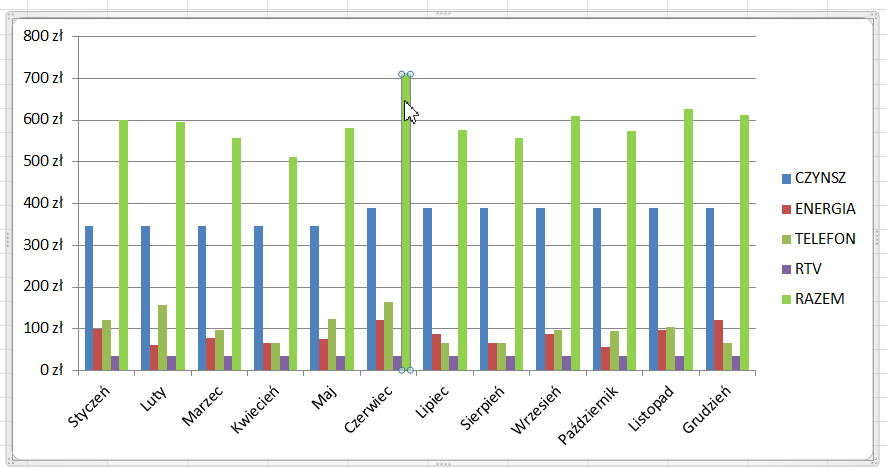 800 zł
700 zł
600 zł
500 zł
400 zł
300 zł
200 zł
100 zł
0 zł
Styczeń
Luty
Marzec
Kwiecień
Maj
Czerwiec
Lipiec
Sierpień
Wrzesień
Październik
Listopad
Grudzień
CZYNSZ
ENERGIA
TELEFON
RTV
RAZEM